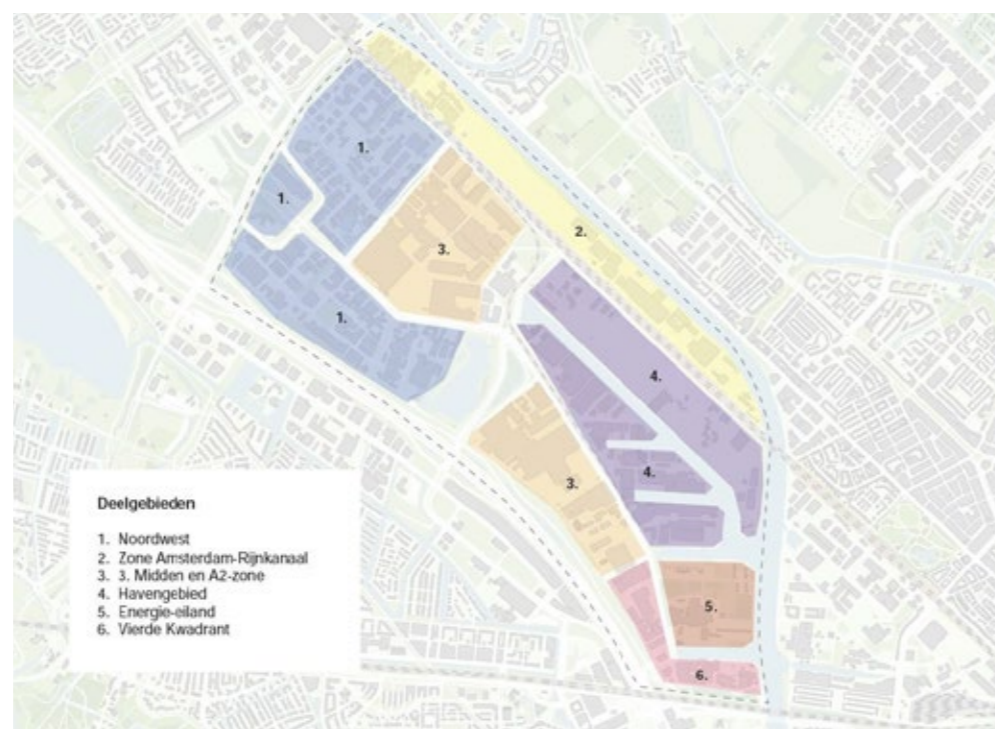 1.
1.
2.
3.
1.
4.
4.
3.
5.
6.
Deelgebieden
1. Noordwest
2. Zone Amsterdam-Rijnkanaal
3. 3. Midden en A2-zone
4. Havengebied
5. Energie-eiland
6. Vierde Kwadrant